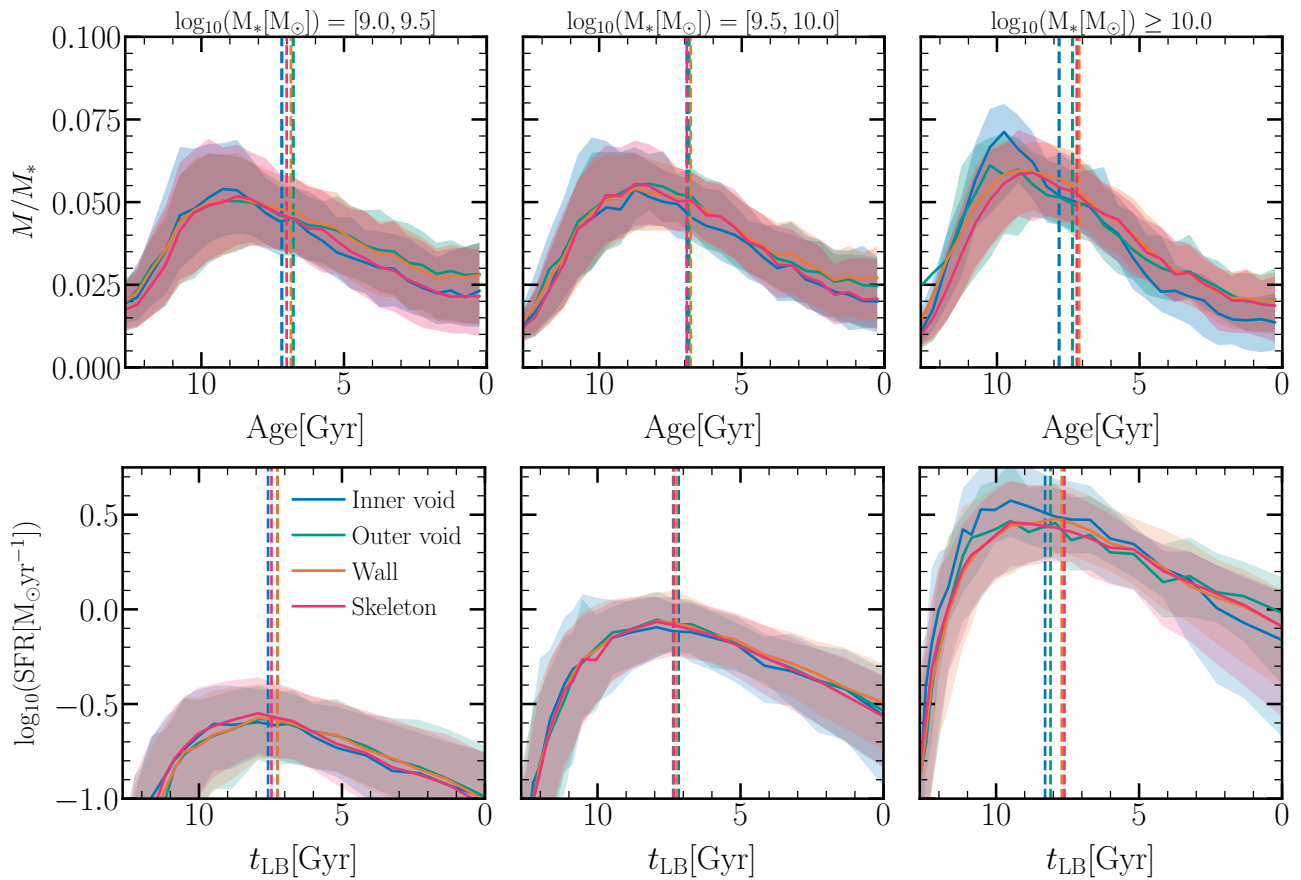 log₁₀(M∗[M⊙]) = [9.0, 9.5]
log₁₀(M∗[M⊙]) = [9.5, 10.0]
log₁₀(M∗[M⊙]) ≥ 10.0
0.100
0.075
0.050
0.025
0.000
M/M∗
10 5 0
10 5 0
10 5 0
Age[Gyr]
Age[Gyr]
Age[Gyr]
0.5
0.0
−0.5
−1.0
log₁₀(SFR[M⊙yr⁻¹])
Inner void
Outer void
Wall
Skeleton
10 5 0
10 5 0
10 5 0
t_LB[Gyr]
t_LB[Gyr]
t_LB[Gyr]